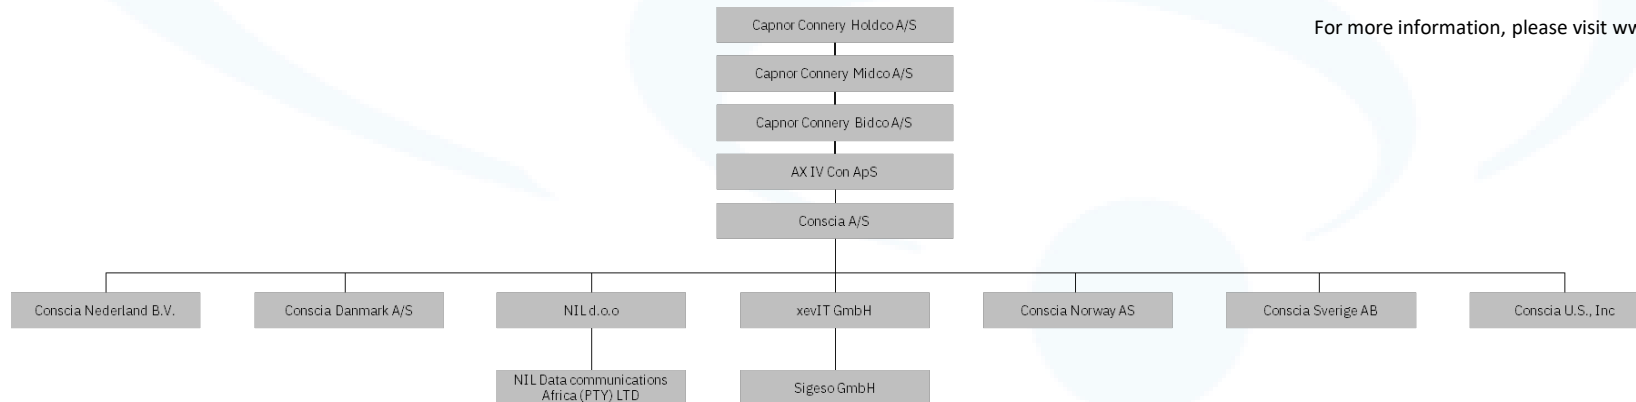 Capnor Connery Holdco A/S
For more information, please visit
Capnor Connery Midco A/S
Capnor Connery Bidco A/S
AX IV Con ApS
Conscia A/S
Conscia Nederland B.V.
Conscia Danmark A/S
NIL d.o.o
xevIT GmbH
Conscia Norway AS
Conscia Sverige AB
Conscia U.S., Inc
NIL Data communications
Africa (PTY) LTD
Sigeso GmbH